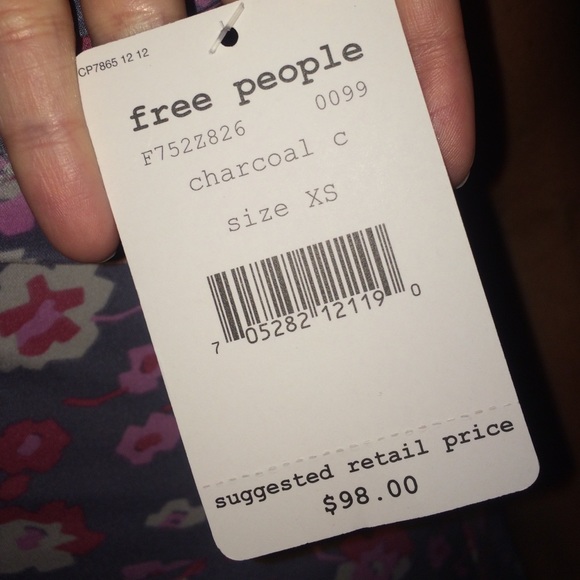 CP7865 12 12
free people
F752Z826 0099
charcoal c
size XS
7 05282 12119 0
suggested retail price
$98.00